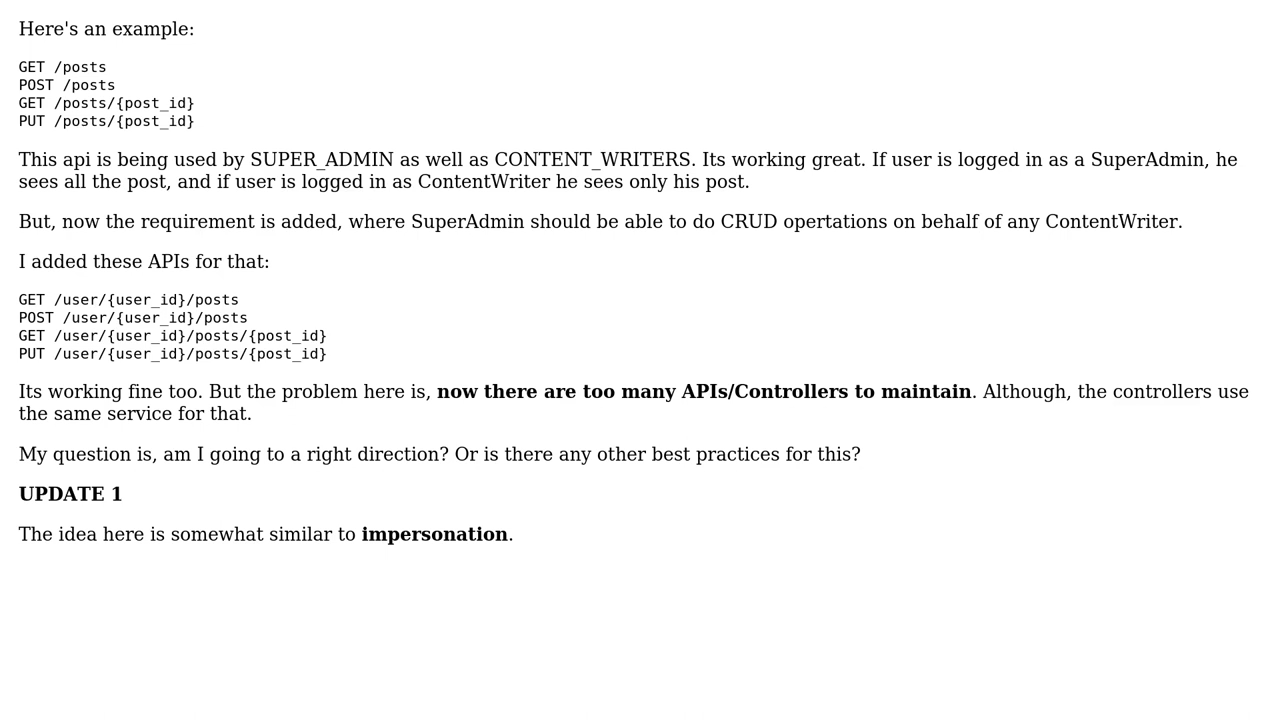 Here's an example:
GET /posts
POST /posts
GET /posts/{post_id}
PUT /posts/{post_id}
This api is being used by SUPER_ADMIN as well as CONTENT_WRITERS. Its working great. If user is logged in as a SuperAdmin, he
sees all the post, and if user is logged in as ContentWriter he sees only his post.
But, now the requirement is added, where SuperAdmin should be able to do CRUD opertations on behalf of any ContentWriter.
I added these APIs for that:
GET /user/{user_id}/posts
POST /user/{user_id}/posts
GET /user/{user_id}/posts/{post_id}
PUT /user/{user_id}/posts/{post_id}
Its working fine too. But the problem here is, now there are too many APIs/Controllers to maintain. Although, the controllers use
the same service for that.
My question is, am I going to a right direction? Or is there any other best practices for this?
UPDATE 1
The idea here is somewhat similar to impersonation.